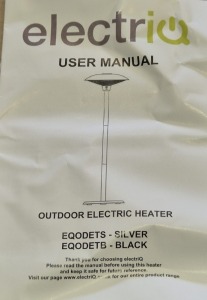 electriQ
USER MANUAL
OUTDOOR ELECTRIC HEATER
EQODETS - SILVER
EQODETB - BLACK
Thank you for choosing electriQ
Please read the manual before using this heater
and keep it safe for future reference.
Visit our page www.electriQ.co.uk for our entire product range